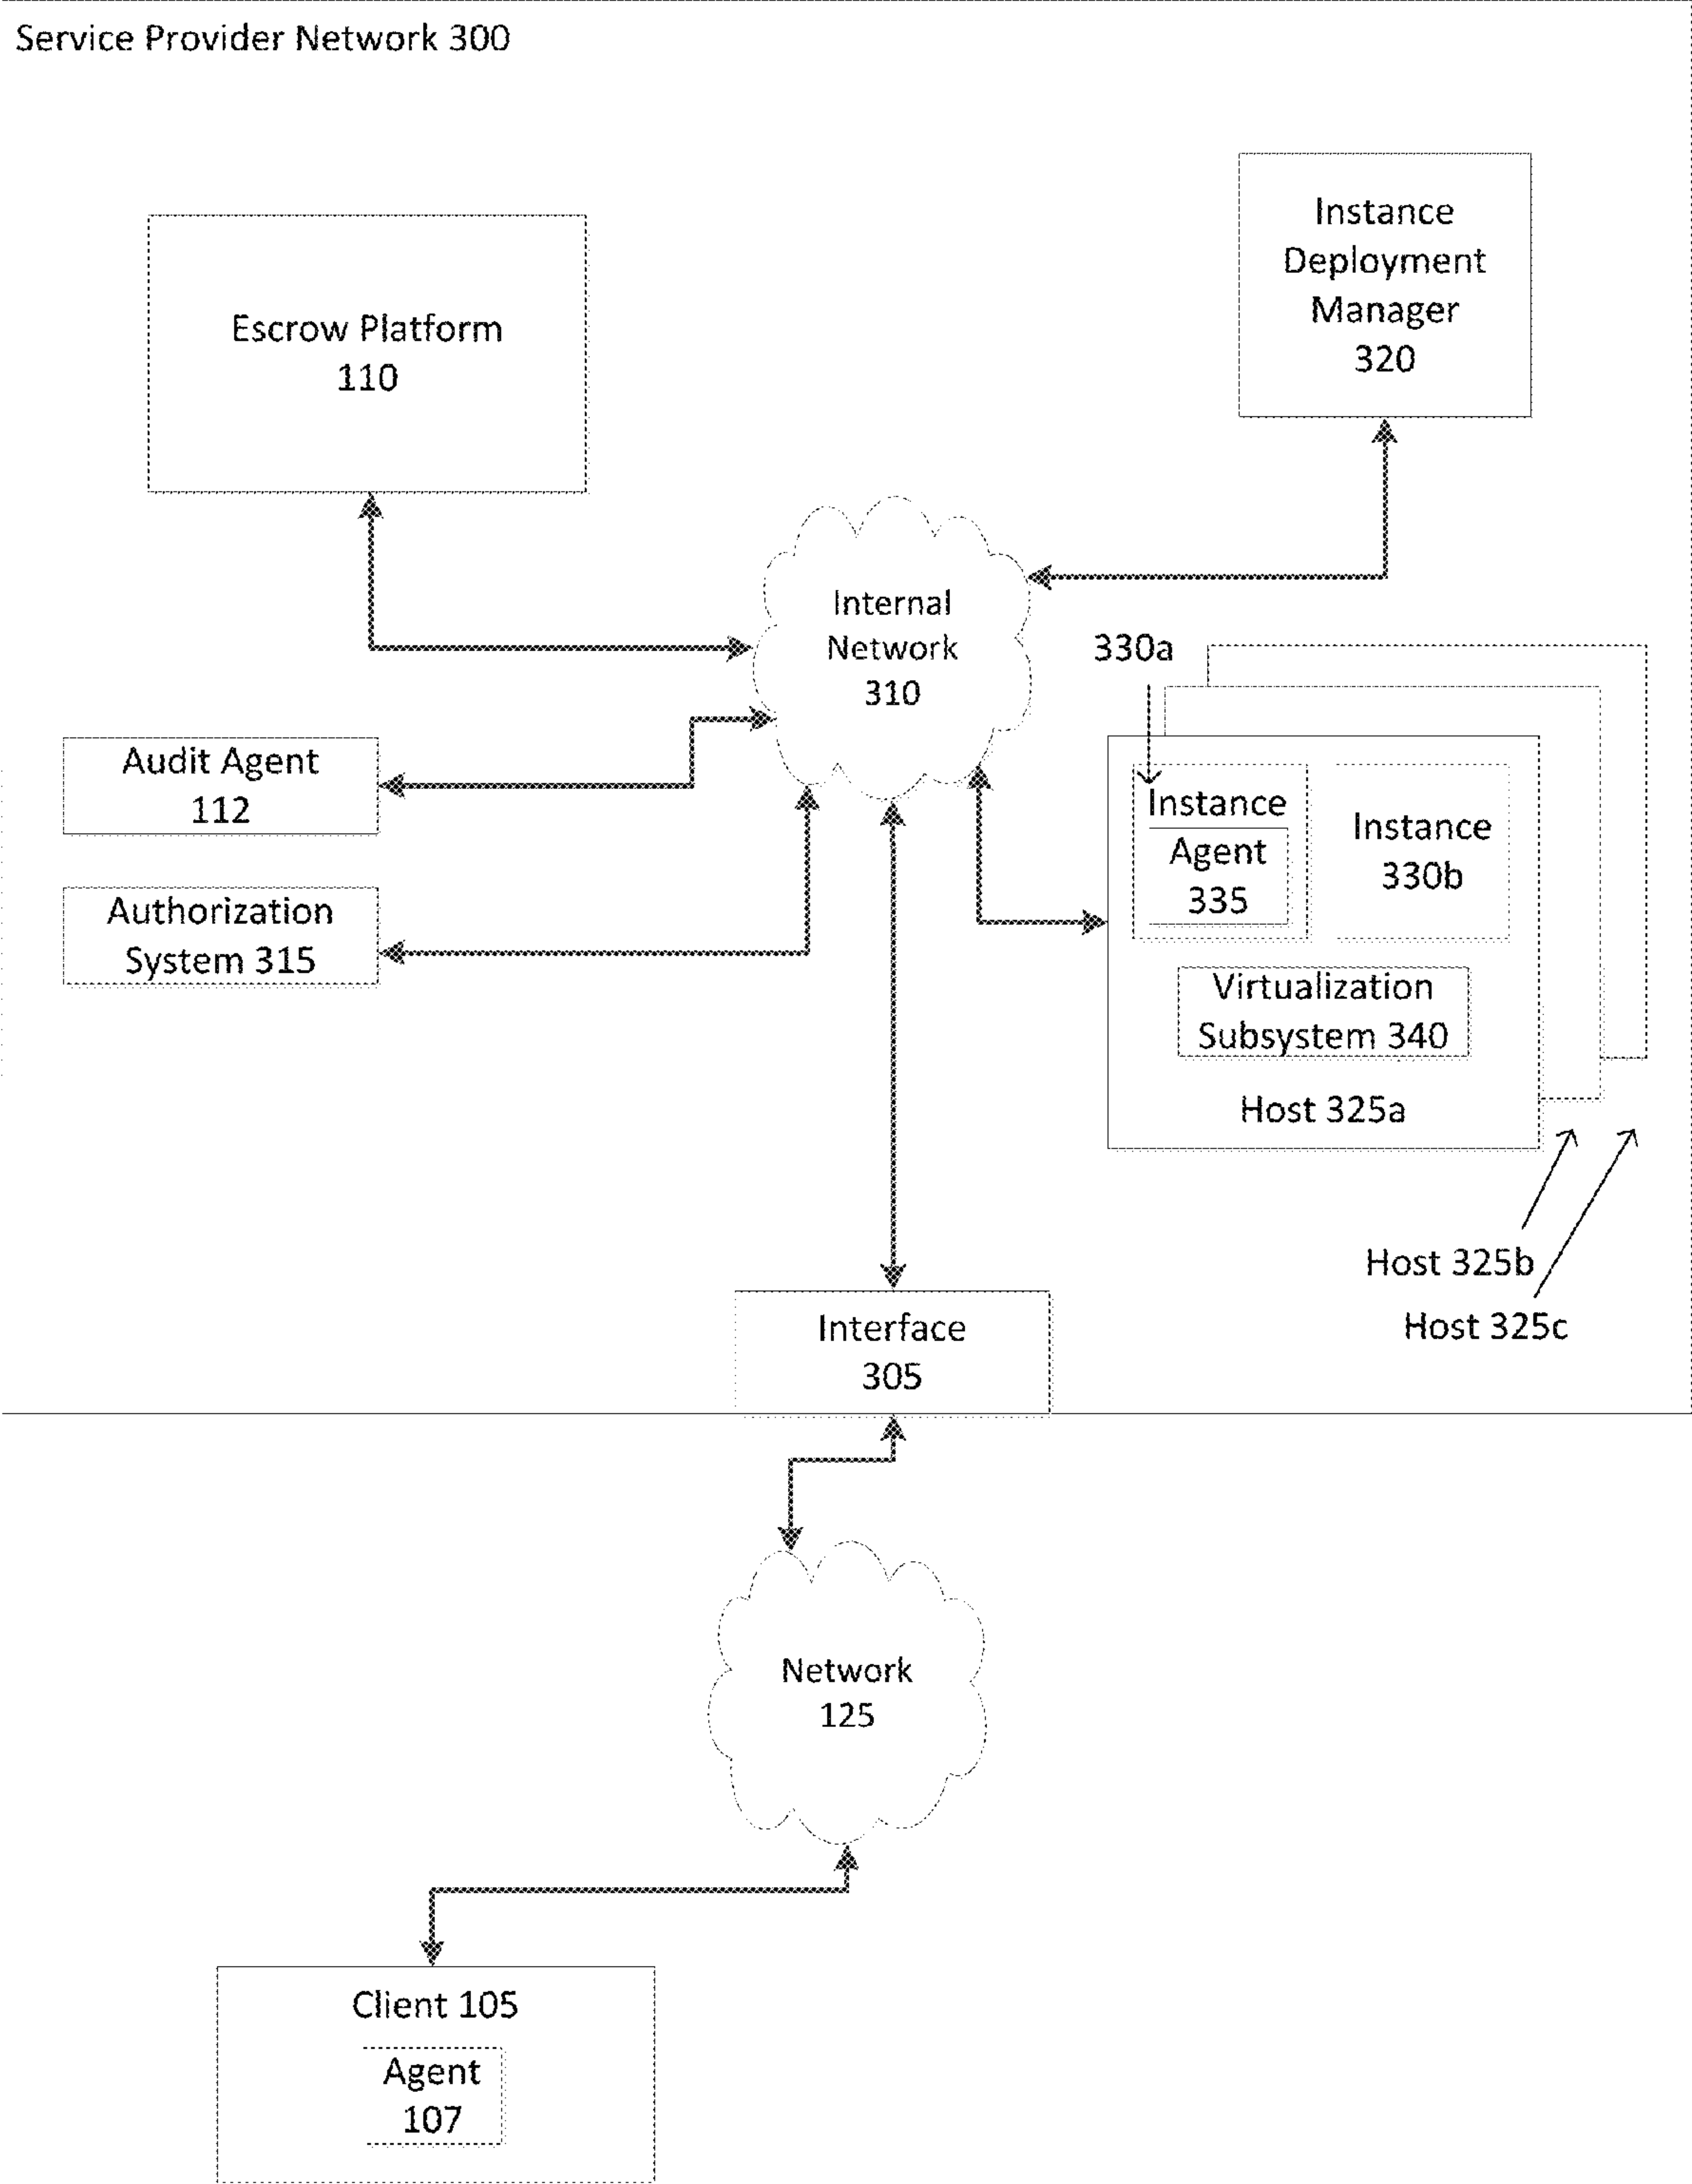 Service Provider Network 300
Instance
Deployment
Manager
320
Escrow Platform
110
Internal
Network
310
330a
Audit Agent
112
Authorization
System 315
Instance
Agent
335
Instance
330b
Virtualization
Subsystem 340
Host 325a
Host 325b
Host 325c
Interface
305
Network
125
Client 105
Agent
107